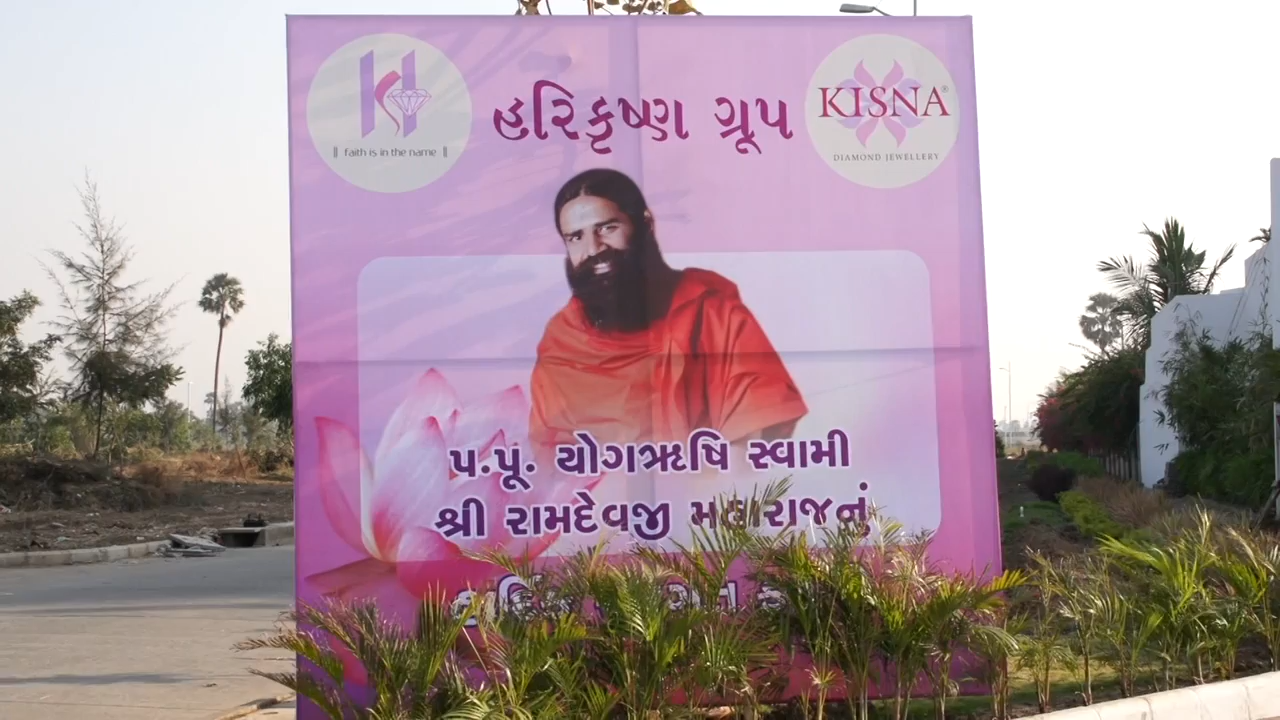 || faith is in the name ||
હરિકૃષ્ણ ગ્રૂપ
KISNA®
DIAMOND JEWELLERY
પ.પૂ. યોગઋષિ સ્વામી
શ્રી રામદેવજી મહારાજનું